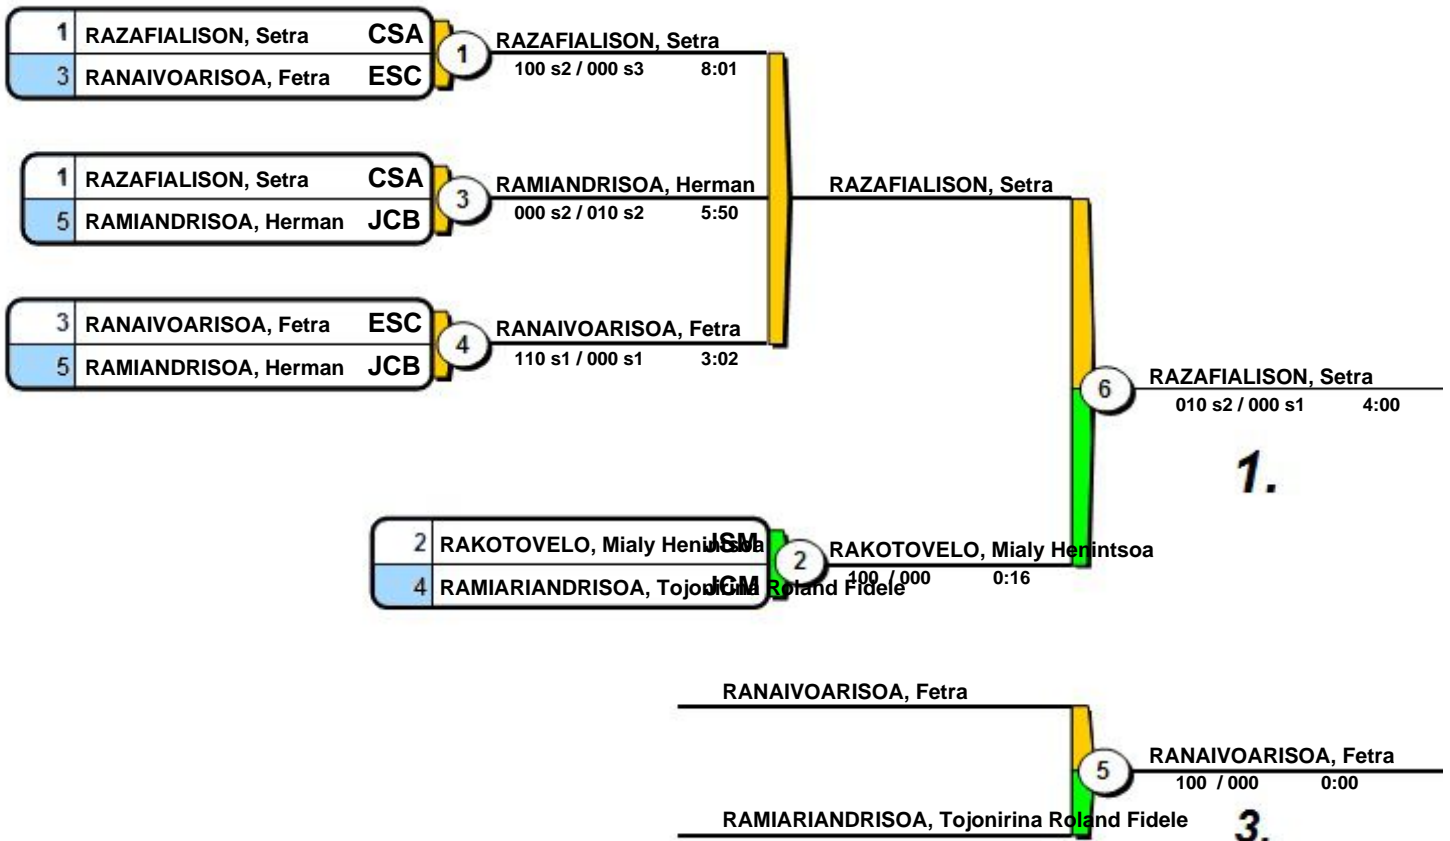 1 RAZAFIALISON, Setra CSA
3 RANAIVOARISOA, Fetra ESC
1
RAZAFIALISON, Setra
100 s2 / 000 s3 8:01
1 RAZAFIALISON, Setra CSA
5 RAMIANDRISOA, Herman JCB
3
RAMIANDRISOA, Herman
000 s2 / 010 s2 5:50
RAZAFIALISON, Setra
3 RANAIVOARISOA, Fetra ESC
5 RAMIANDRISOA, Herman JCB
4
RANAIVOARISOA, Fetra
110 s1 / 000 s1 3:02
6
RAZAFIALISON, Setra
010 s2 / 000 s1 4:00
1.
2 RAKOTOVELO, Mialy Henintsoa JSM
4 RAMIARIANDRISOA, Tojonirina Roland Fidele JCM
2
RAKOTOVELO, Mialy Henintsoa
100 / 000 0:16
RANAIVOARISOA, Fetra
RAMIARIANDRISOA, Tojonirina Roland Fidele
5
RANAIVOARISOA, Fetra
100 / 000 0:00
3.